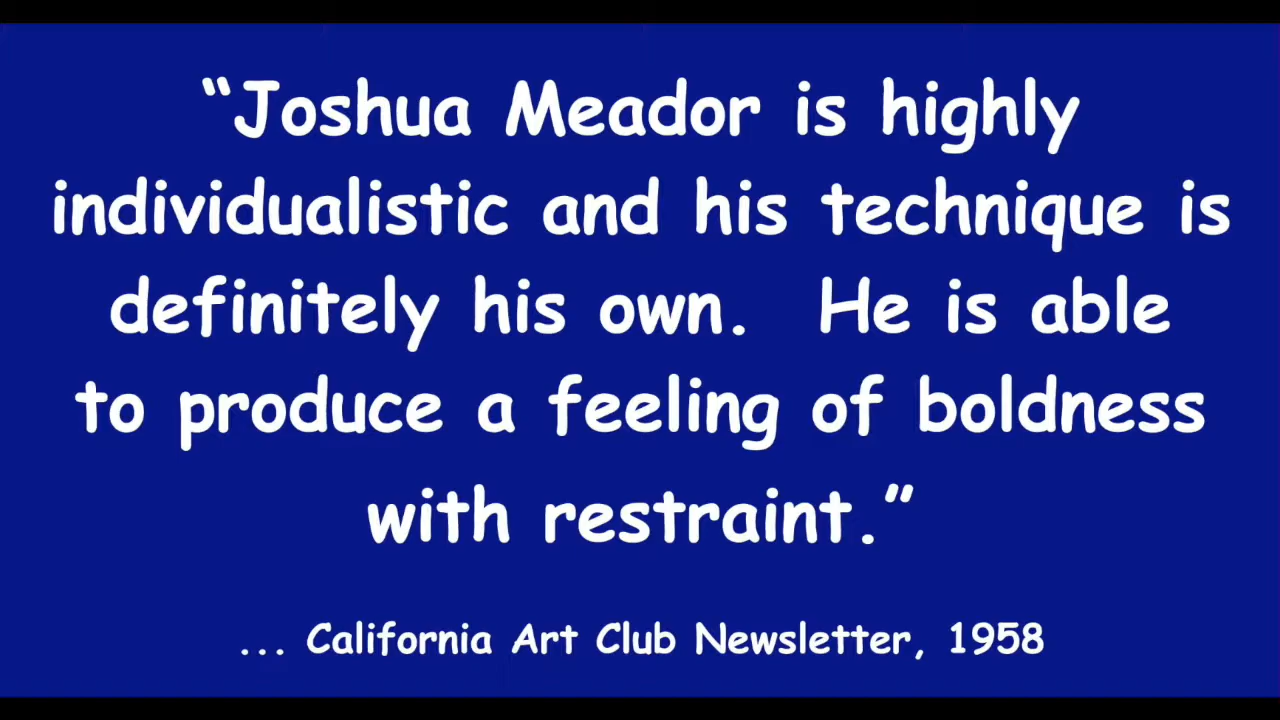 “Joshua Meador is highly
individualistic and his technique is
definitely his own.  He is able
to produce a feeling of boldness
with restraint.”
... California Art Club Newsletter, 1958